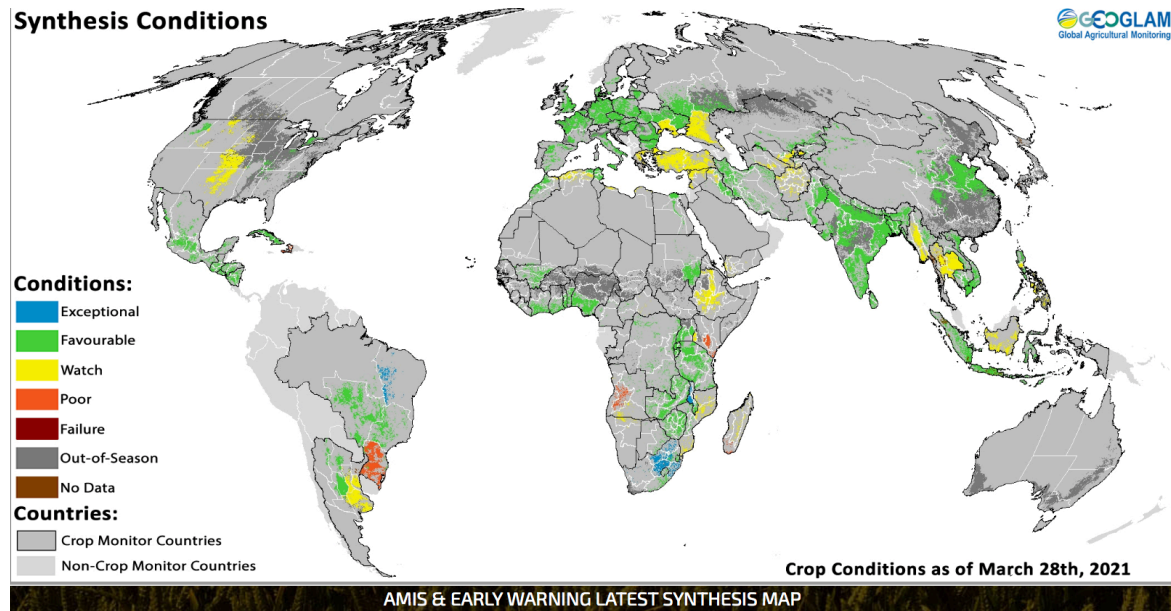 Synthesis Conditions
GEOGLAM
Global Agricultural Monitoring
Conditions:
Exceptional
Favourable
Watch
Poor
Failure
Out-of-Season
No Data
Countries:
Crop Monitor Countries
Non-Crop Monitor Countries
Crop Conditions as of March 28th, 2021
AMIS & EARLY WARNING LATEST SYNTHESIS MAP